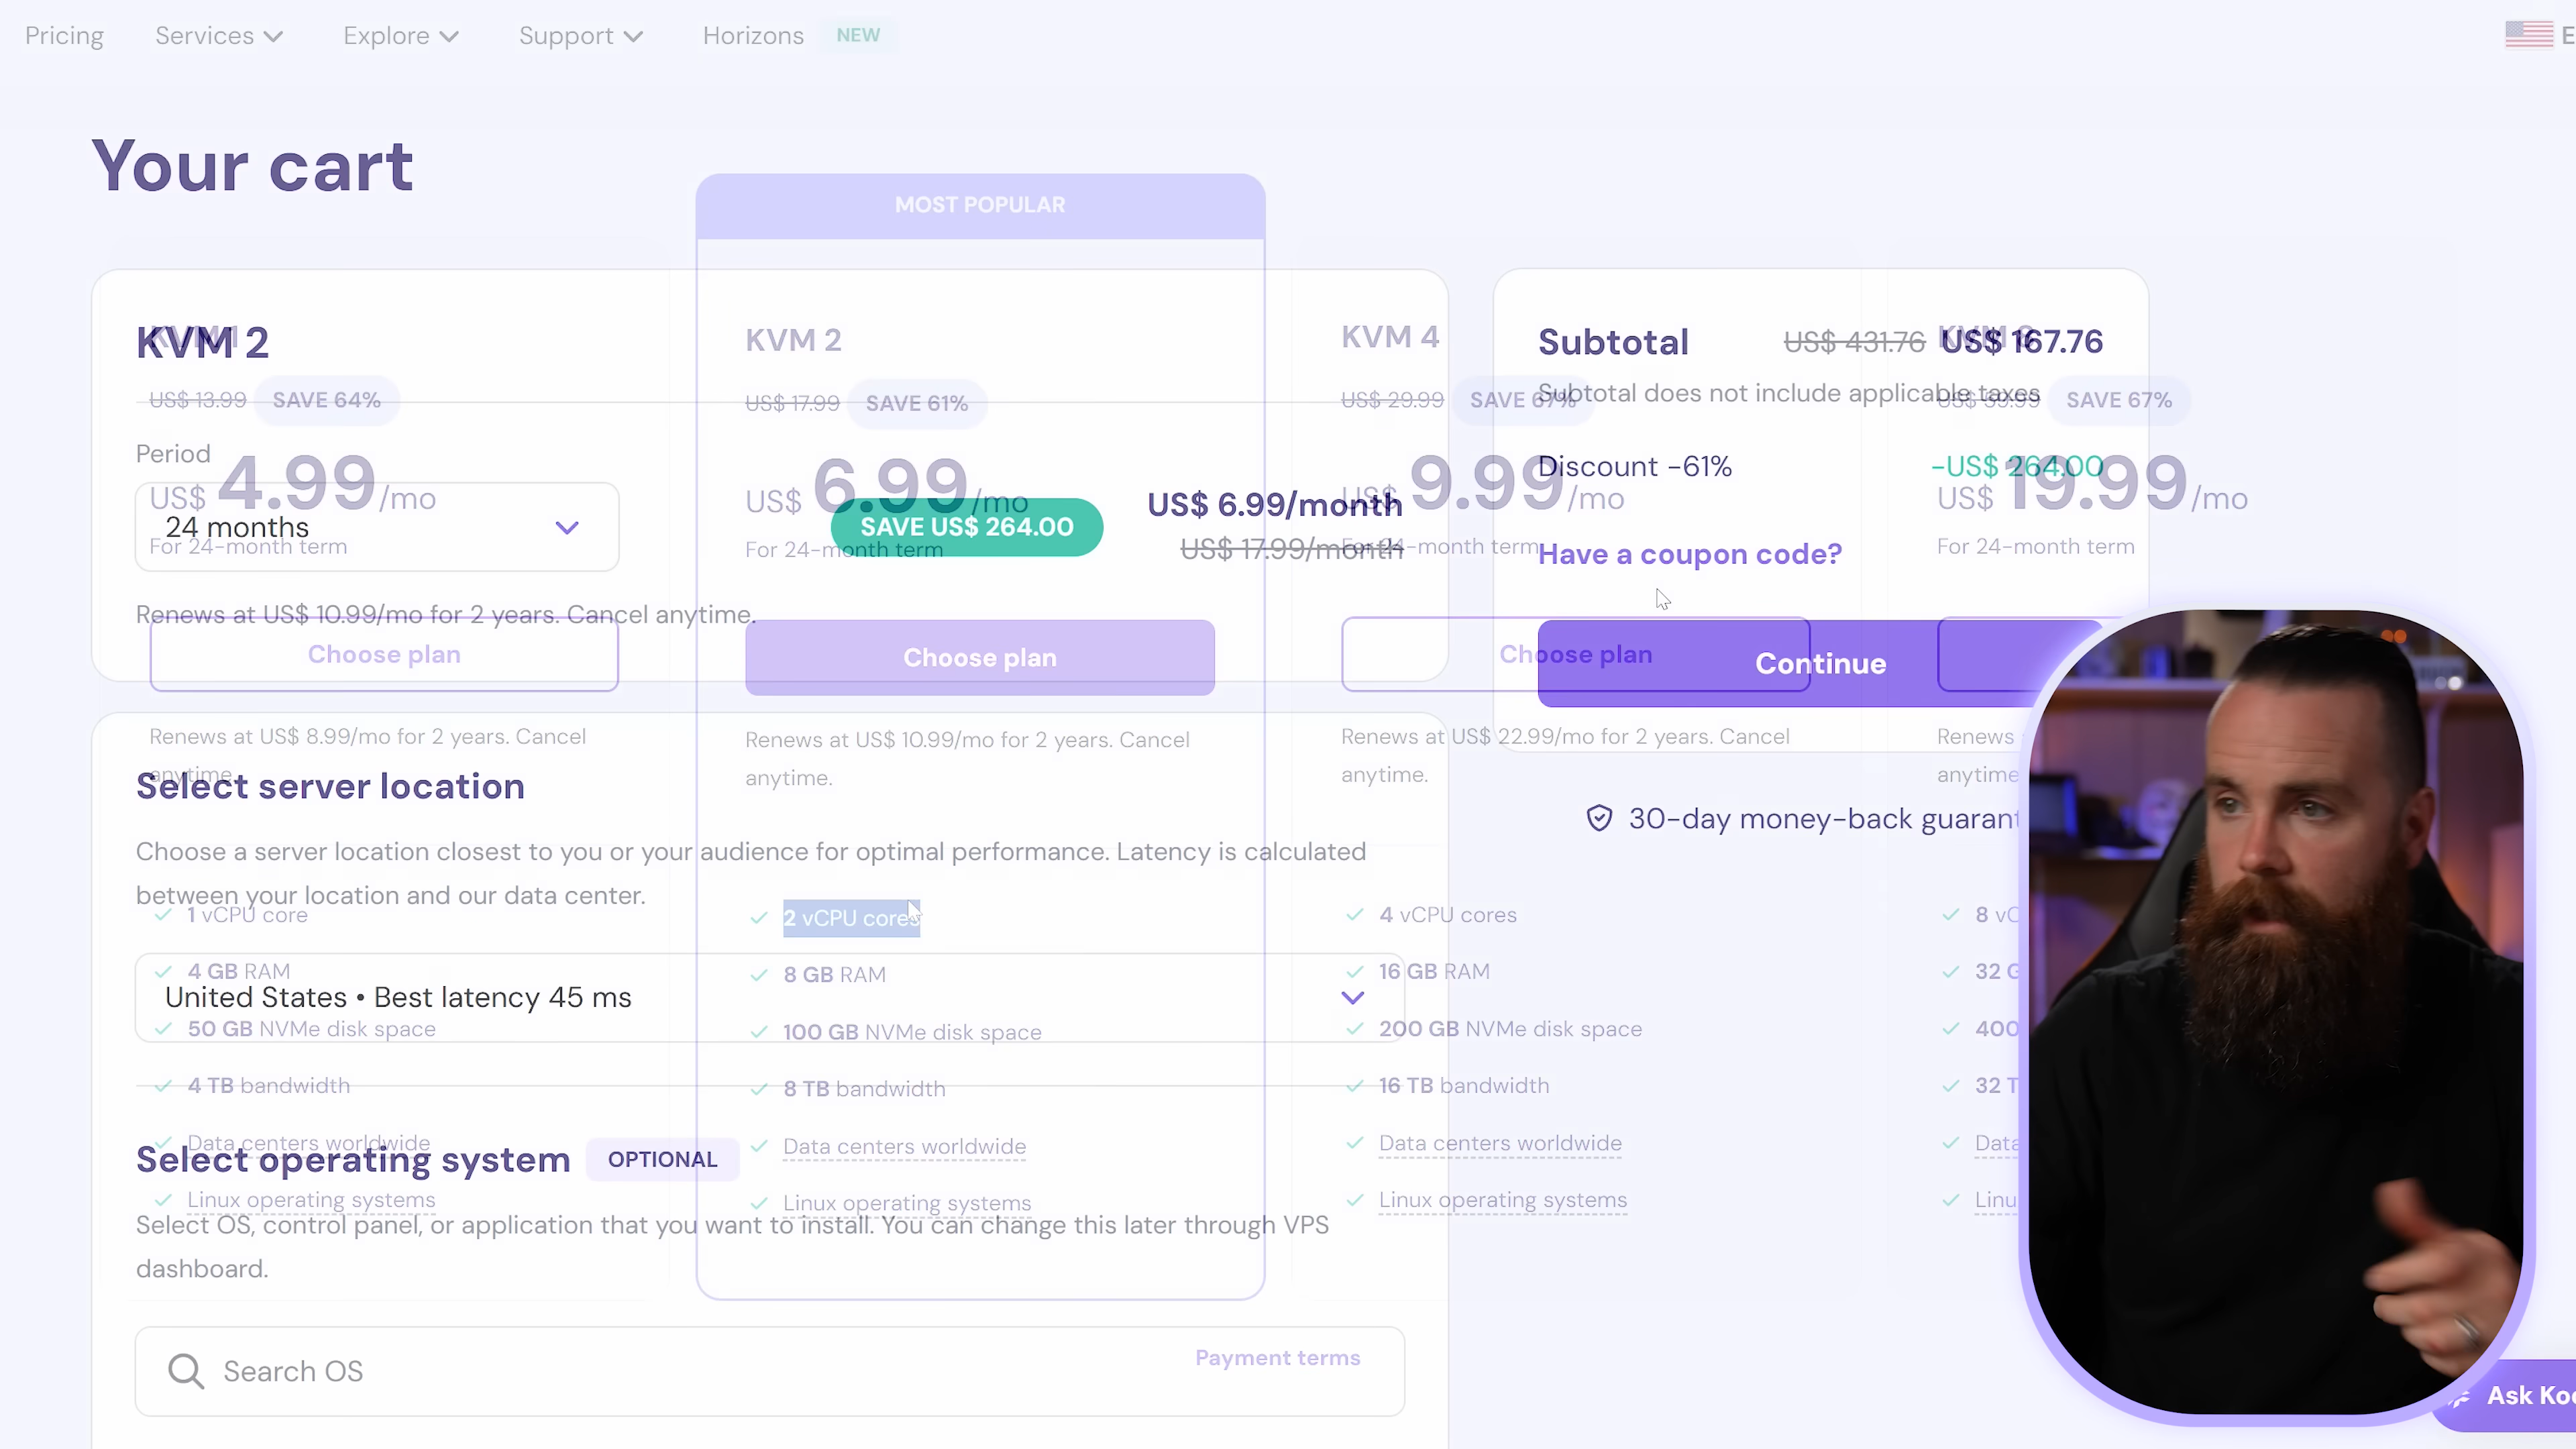 Pricing
Services
Explore
Support
Horizons NEW
E
Your cart
MOST POPULAR
KVM 2
Period
24 months
SAVE US$ 264.00
US$ 6.99/month
US$ 17.99/month
Renews at US$ 10.99/mo for 2 years. Cancel anytime.
Subtotal US$ 431.76 US$ 167.76
Subtotal does not include applicable taxes
Discount -61% -US$ 264.00
Have a coupon code?
Continue
30-day money-back guarant
Select server location
Choose a server location closest to you or your audience for optimal performance. Latency is calculated
between your location and our data center.
United States • Best latency 45 ms
Select operating system OPTIONAL
Select OS, control panel, or application that you want to install. You can change this later through VPS
dashboard.
Search OS
Payment terms
US$ 13.99 SAVE 64%
US$ 4.99/mo
For 24-month term
Choose plan
Renews at US$ 8.99/mo for 2 years. Cancel
anytime.
1 vCPU core
4 GB RAM
50 GB NVMe disk space
4 TB bandwidth
Data centers worldwide
Linux operating systems
KVM 2
US$ 17.99 SAVE 61%
US$ 6.99/mo
For 24-month term
Choose plan
Renews at US$ 10.99/mo for 2 years. Cancel
anytime.
2 vCPU cores
8 GB RAM
100 GB NVMe disk space
8 TB bandwidth
Data centers worldwide
Linux operating systems
KVM 4
US$ 29.99 SAVE 67%
US$ 9.99/mo
For 24-month term
Choose plan
Renews at US$ 22.99/mo for 2 years. Cancel
anytime.
4 vCPU cores
16 GB RAM
200 GB NVMe disk space
16 TB bandwidth
Data centers worldwide
Linux operating systems
SAVE 67%
US$ 19.99/mo
For 24-month term
Renews
anytime
8 vC
32 G
400
32 T
Data
Linu
Ask Ko